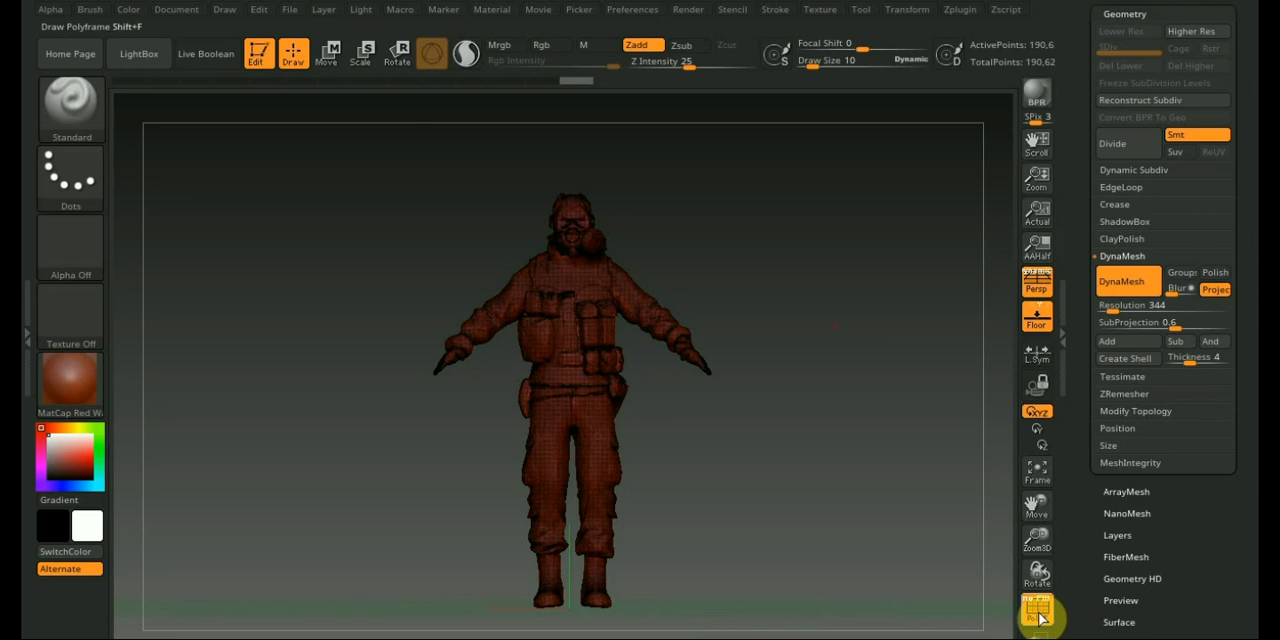 Alpha Brush Color Document Draw Edit File Layer Light Macro Marker Material Movie Picker Preferences Render Stencil Stroke Texture Tool Transform Zplugin Zscript
Draw Polyframe Shift+F
Home Page
LightBox
Live Boolean
Edit
Draw
Move
Scale
Rotate
Mrgb Rgb M
Rgb Intensity
Zadd Zsub Zcut
Z Intensity 25
S
Focal Shift 0
Draw Size 10 Dynamic
D
ActivePoints: 190,6
TotalPoints: 190,62
Standard
Dots
Alpha Off
Texture Off
MatCap Red Wa
Gradient
SwitchColor
Alternate
BPR
SPix 3
Scroll
Zoom
Actual
AAHalf
Persp
Floor
L.Sym
XYZ
Y
Z
Frame
Move
Zoom3D
Rotate
Geometry
Lower Res Higher Res
SDiv Cage Rstr
Del Lower Del Higher
Freeze SubDivision Levels
Reconstruct Subdiv
Convert BPR To Geo
Divide
Smt
Suv ReUV
Dynamic Subdiv
EdgeLoop
Crease
ShadowBox
ClayPolish
DynaMesh
DynaMesh
Groups Polish
Blur Projec
Resolution 344
SubProjection 0.6
Add Sub And
Create Shell Thickness 4
Tessimate
ZRemesher
Modify Topology
Position
Size
MeshIntegrity
ArrayMesh
NanoMesh
Layers
FiberMesh
Geometry HD
Preview
Surface